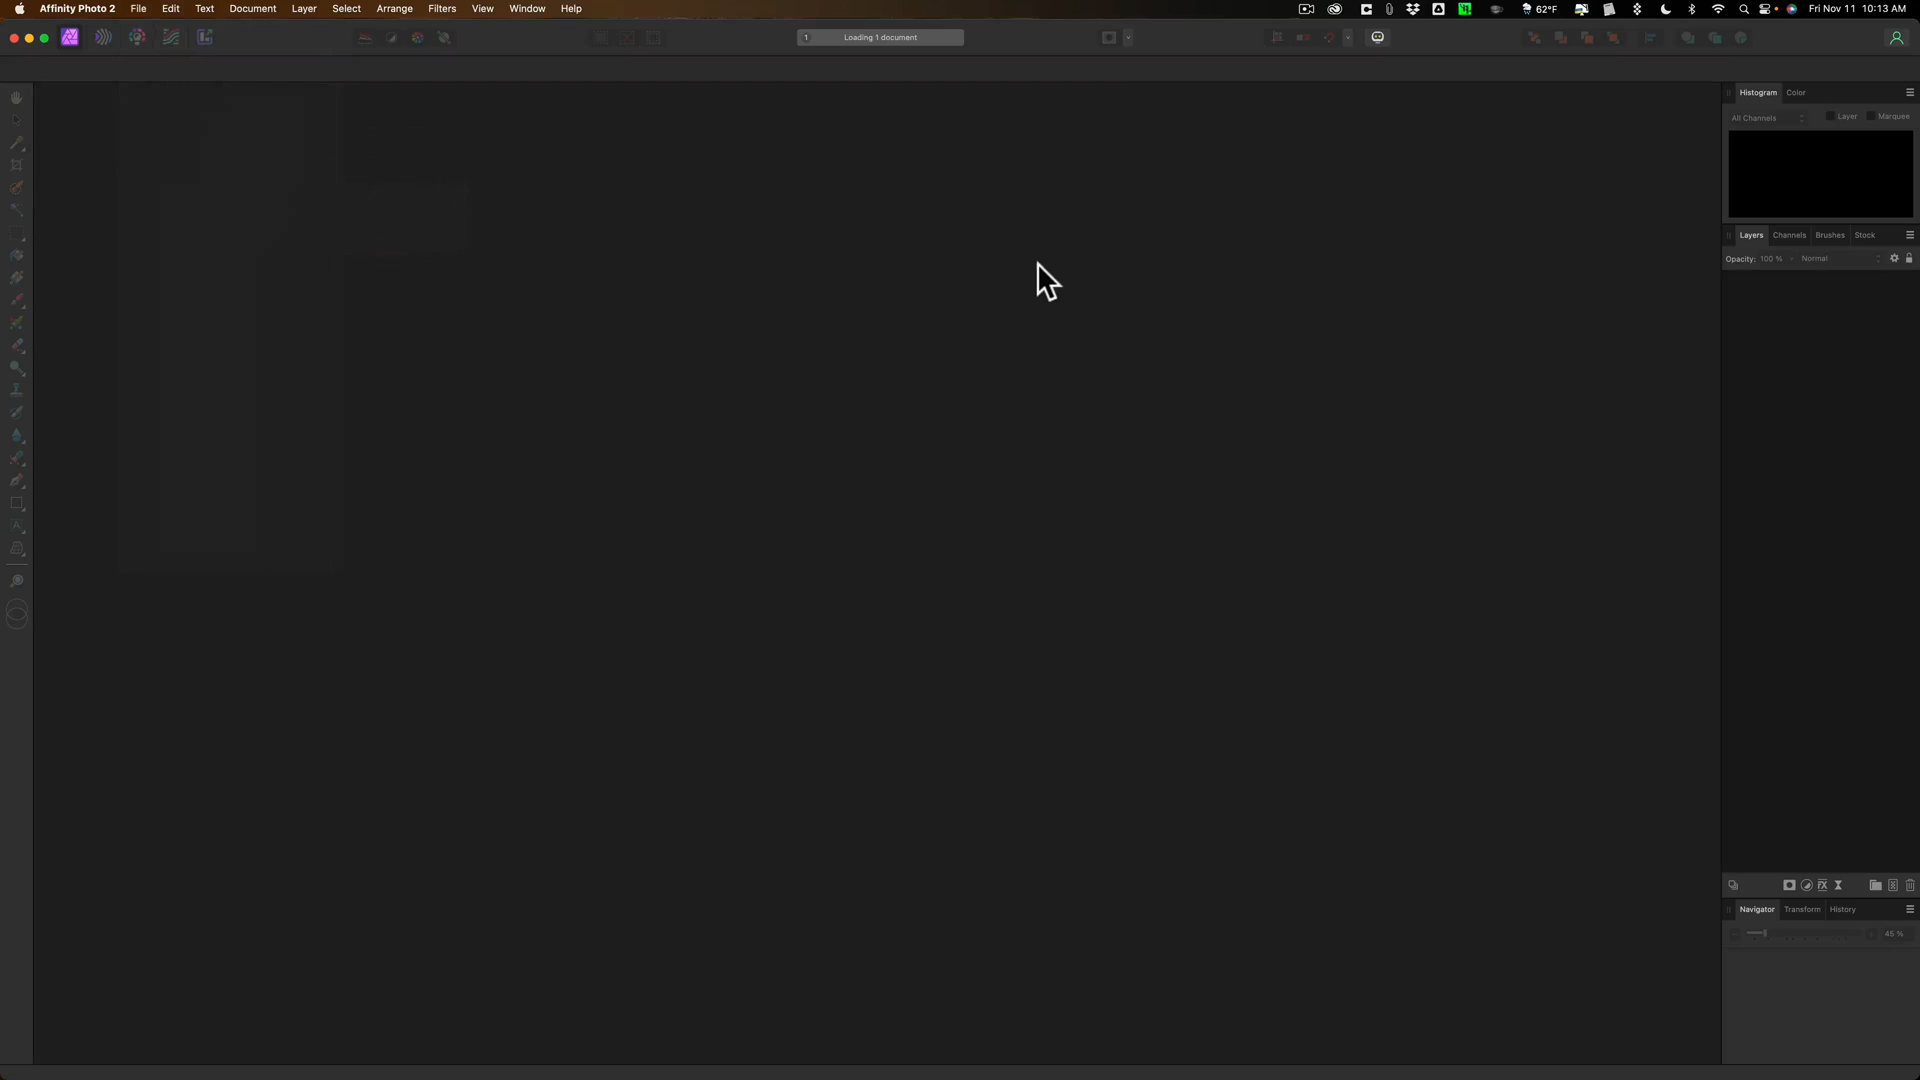 Affinity Photo 2 File Edit Text Document Layer Select Arrange Filters View Window Help 62°F Fri Nov 11 10:13 AM
1 Loading 1 document
Histogram Color
All Channels Layer Marquee
Layers Channels Brushes Stock
Opacity: 100 % Normal
Navigator Transform History
45 %